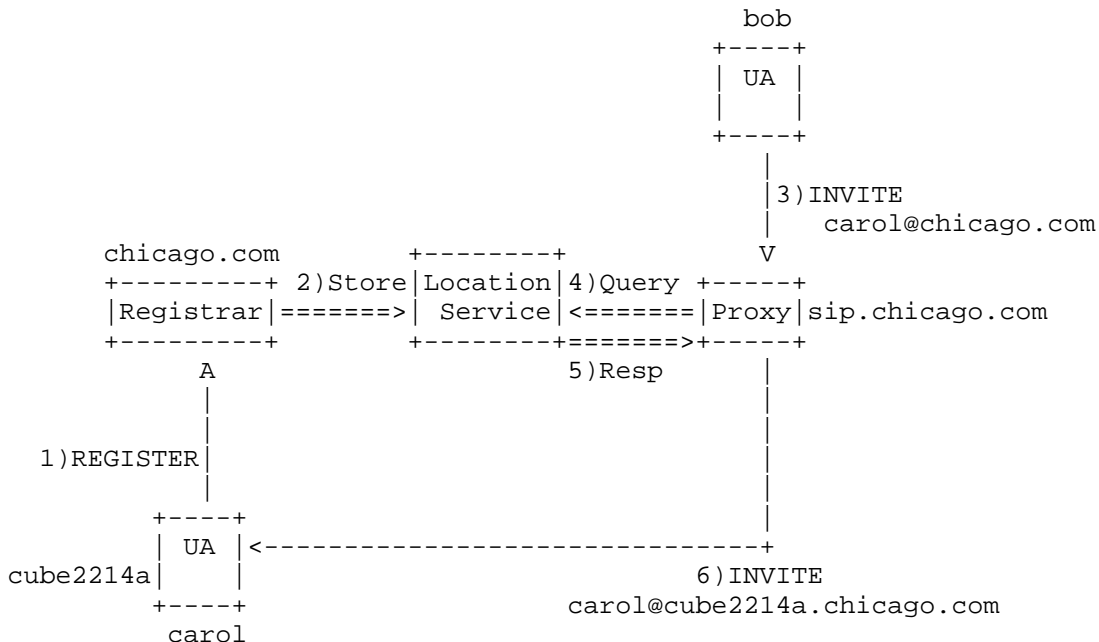 bob
+----+
| UA |
|    |
+----+
|
|3)INVITE
| carol@chicago.com
chicago.com +--------+ V
+---------+ 2)Store|Location|4)Query +-----+
|Registrar|=======>| Service|<=======|Proxy|sip.chicago.com
+---------+ +--------+=======>+-----+
A 5)Resp |
| |
| |
1)REGISTER| |
| |
+----+ |
| UA |<-------------------------------+
cube2214a| | 6)INVITE
+----+ carol@cube2214a.chicago.com
carol